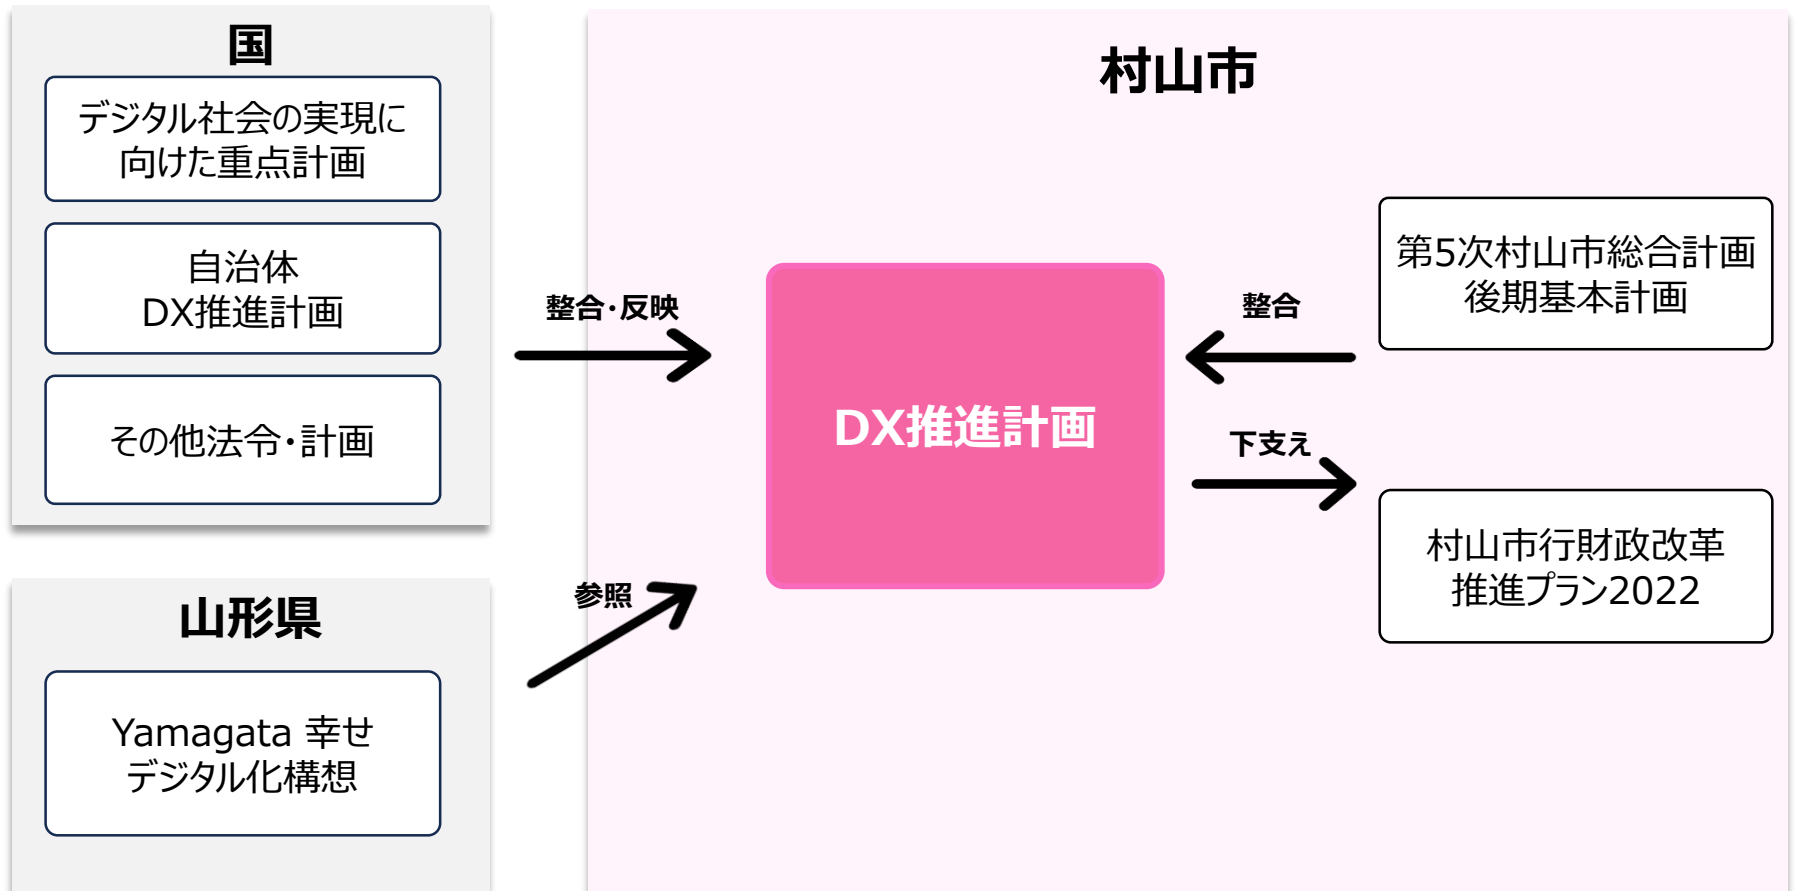 国
デジタル社会の実現に
向けた重点計画
自治体
DX推進計画
その他法令・計画
山形県
Yamagata 幸せ
デジタル化構想
整合・反映
参照
村山市
DX推進計画
整合
下支え
第5次村山市総合計画
後期基本計画
村山市行財政改革
推進プラン2022